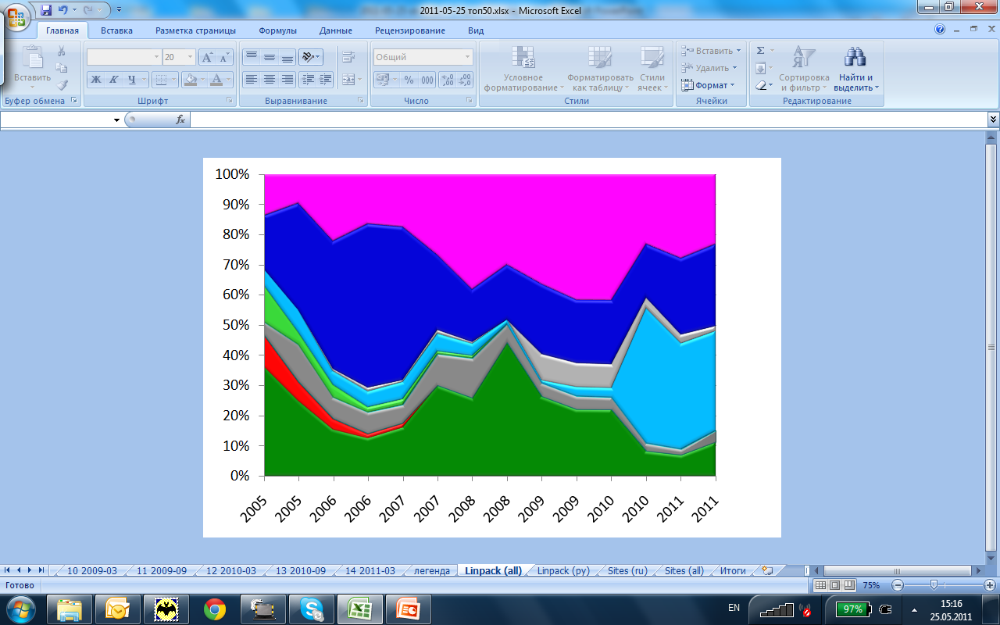 2011-05-25 топ50.xlsx - Microsoft Excel
Главная Вставка Разметка страницы Формулы Данные Рецензирование Вид
20 Общий
Вставить
Ж К Ч % 000
Условное форматирование
Форматировать как таблицу
Стили ячеек
Вставить
Удалить
Формат
Сортировка и фильтр
Найти и выделить
Буфер обмена Шрифт Выравнивание Число Стили Ячейки Редактирование
fx
100%
90%
80%
70%
60%
50%
40%
30%
20%
10%
0%
2005 2005 2006 2006 2007 2007 2008 2008 2009 2009 2010 2010 2011 2011
10 2009-03 11 2009-09 12 2010-03 13 2010-09 14 2011-03 легенда Linpack (all) Linpack (ру) Sites (ru) Sites (all) Итоги
Готово 75%
EN 97% 15:16
25.05.2011